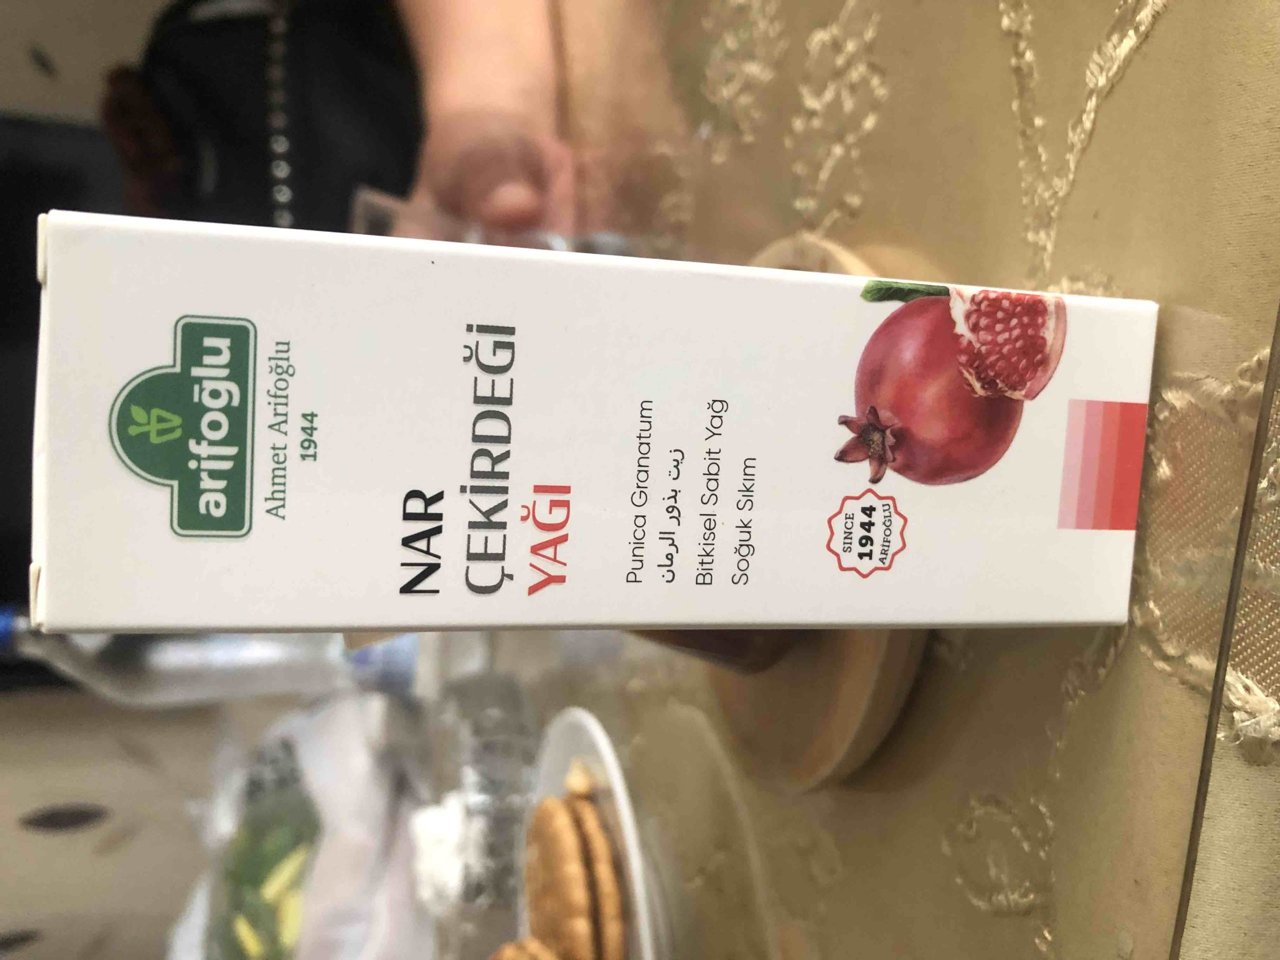 arifoğlu
Ahmet Arifoğlu
1944
NAR
ÇEKİRDEĞİ
YAĞI
Punica Granatum
زيت بذور الرمان
Bitkisel Sabit Yağ
Soğuk Sıkım
SINCE
1944
ARİFOĞLU